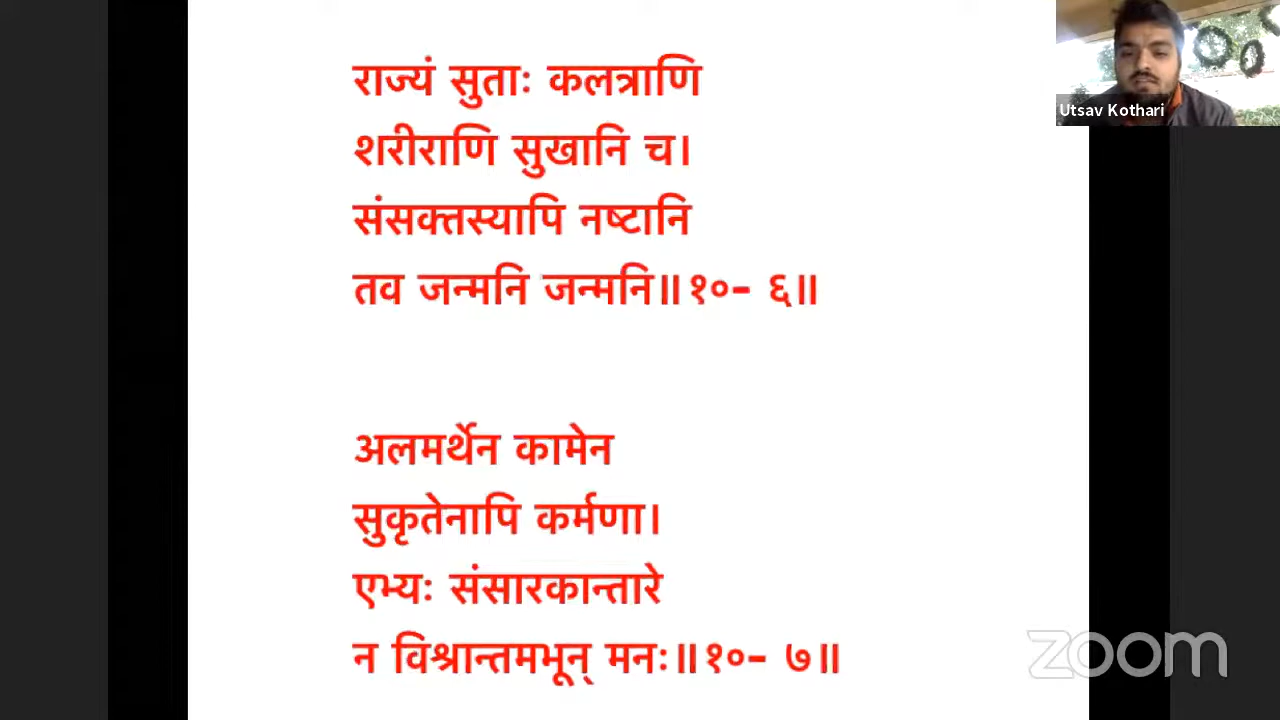 राज्यं सुताः कलत्राणि
शरीराणि सुखानि च।
संसक्तस्यापि नष्टानि
तव जन्मनि जन्मनि॥१०- ६॥
अलमर्थेन कामेन
सुकृतेनापि कर्मणा।
एभ्यः संसारकान्तारे
न विश्रान्तमभून् मनः॥१०- ७॥
Utsav Kothari
zoom